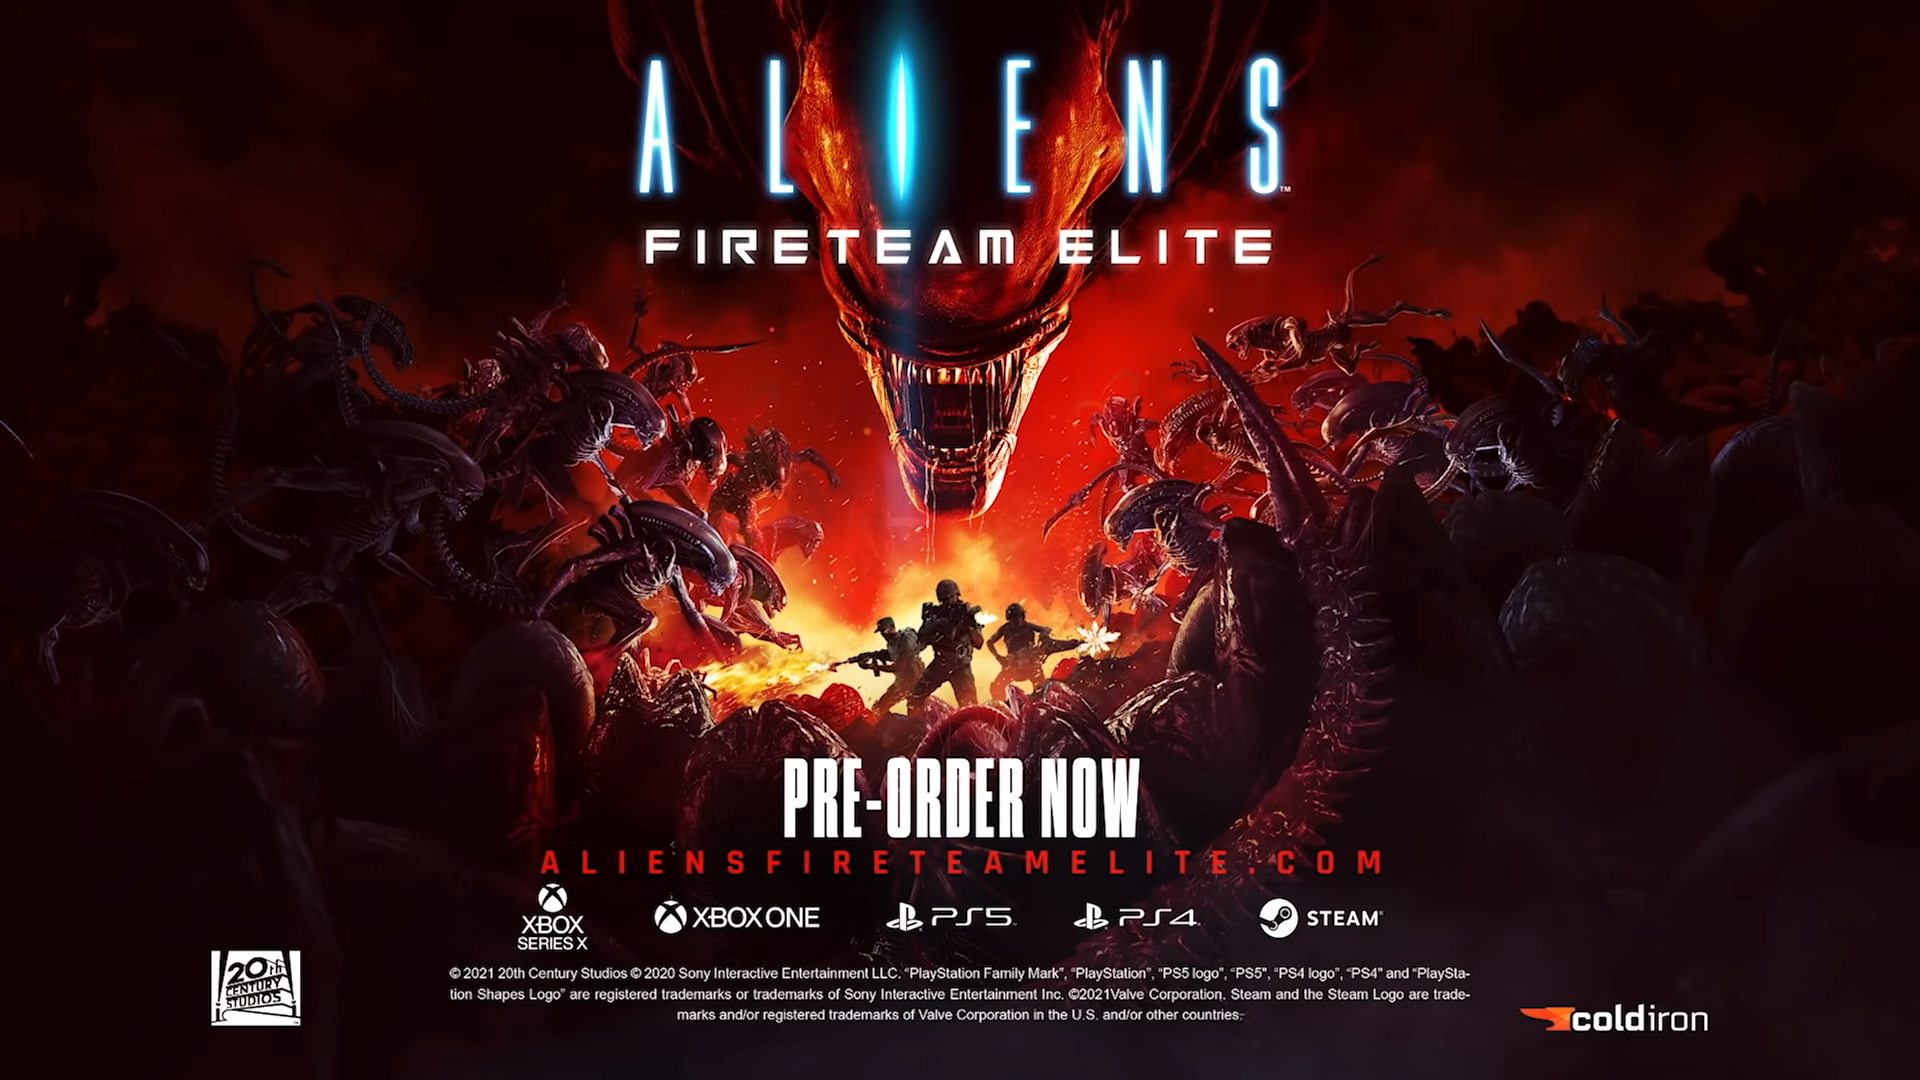 ALIENS™
FIRETEAM ELITE
PRE-ORDER NOW
ALIENSFIRETEAMELITE.COM
XBOX
SERIES X
XBOX ONE
PS5
PS4
STEAM®
20th
CENTURY
STUDIOS
© 2021 20th Century Studios © 2020 Sony Interactive Entertainment LLC. “PlayStation Family Mark”, “PlayStation”, “PS5 logo”, “PS5”, “PS4 logo”, “PS4” and “PlaySta-
tion Shapes Logo” are registered trademarks or trademarks of Sony Interactive Entertainment Inc. ©2021Valve Corporation. Steam and the Steam Logo are trade-
marks and/or registered trademarks of Valve Corporation in the U.S. and/or other countries.
coldiron